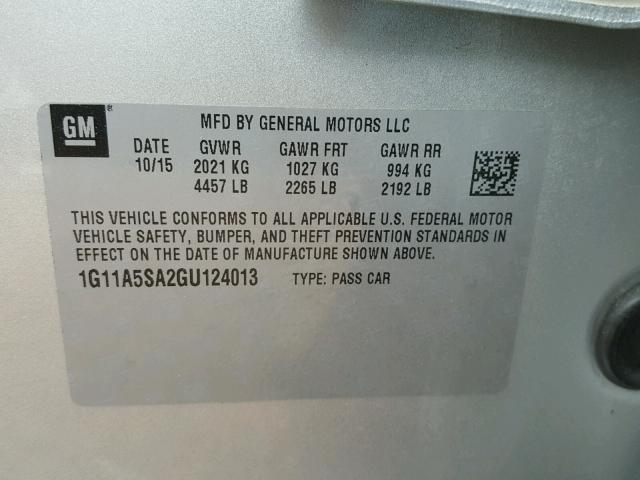 GM ®
MFD BY GENERAL MOTORS LLC
DATE GVWR GAWR FRT GAWR RR
10/15 2021 KG 1027 KG 994 KG
4457 LB 2265 LB 2192 LB
THIS VEHICLE CONFORMS TO ALL APPLICABLE U.S. FEDERAL MOTOR
VEHICLE SAFETY, BUMPER, AND THEFT PREVENTION STANDARDS IN
EFFECT ON THE DATE OF MANUFACTURE SHOWN ABOVE.
1G11A5SA2GU124013 TYPE: PASS CAR